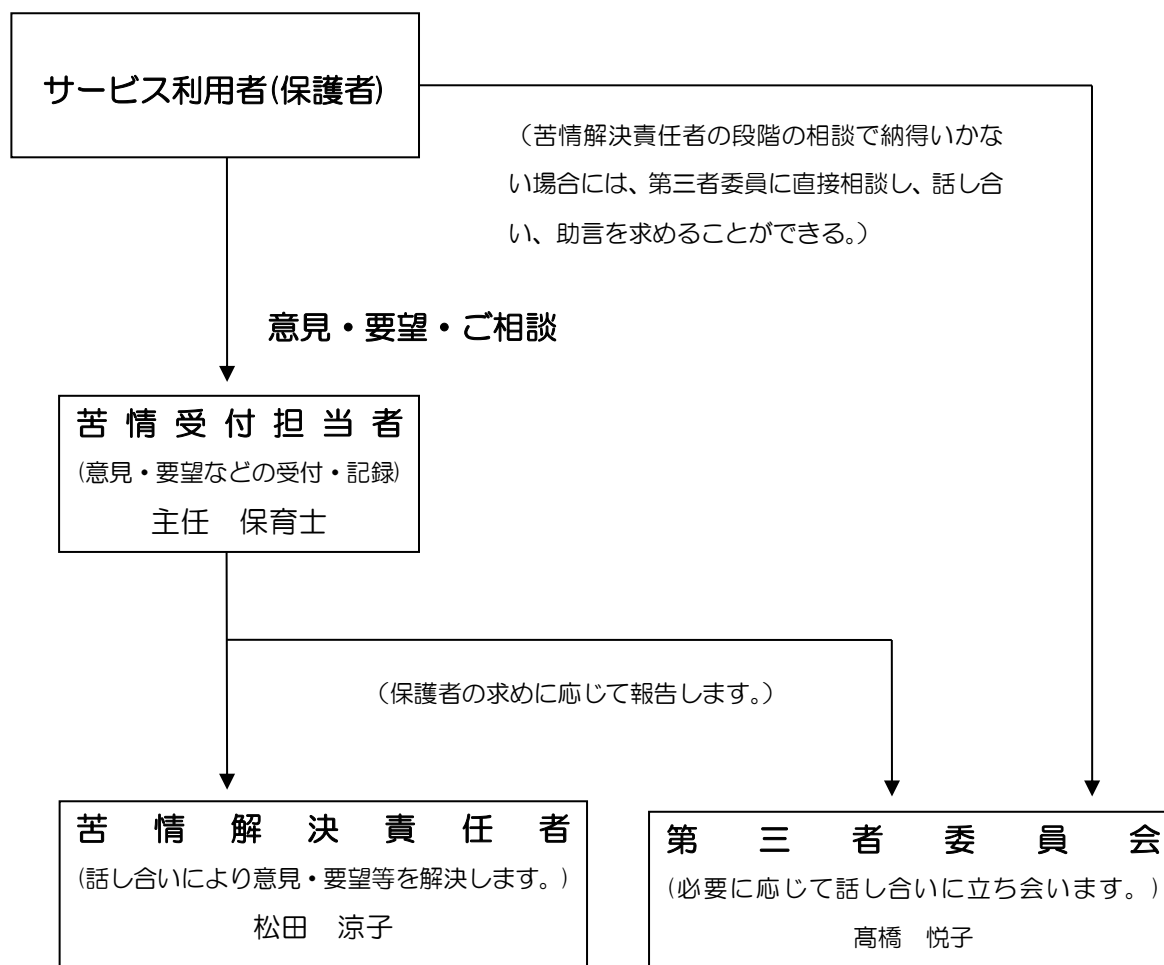 サービス利用者(保護者)
（苦情解決責任者の段階の相談で納得いかな
い場合には、第三者委員に直接相談し、話し合
い、助言を求めることができる。）
意見・要望・ご相談
苦情受付担当者
(意見・要望などの受付・記録)
主任　保育士
（保護者の求めに応じて報告します。）
苦情解決責任者
(話し合いにより意見・要望等を解決します。)
松田　涼子
第三者委員会
(必要に応じて話し合いに立ち会います。)
髙橋　悦子